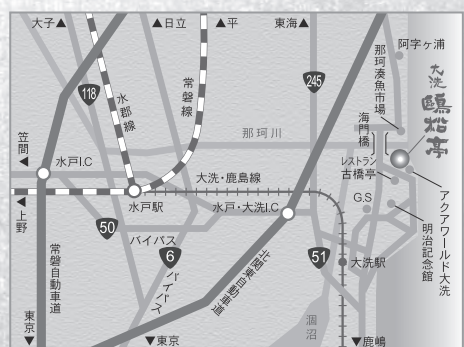 大子▲
▲日立
▲平
東海▲
118
水郡線
常磐線
245
那珂湊魚市場
阿字ヶ浦
大洗
鷗松亭
海門橋
那珂川
笠間
▲
水戸I.C
レストラン
古橋亭
大洗・鹿島線
水戸駅
水戸・大洗I.C
G.S
アクアワールド大洗
明治記念館
▲
上野
50
バイパス
6
バイパス
北関東自動車道
51
大洗駅
常磐自動車道
涸沼
東京
▼
▼東京
▼鹿嶋